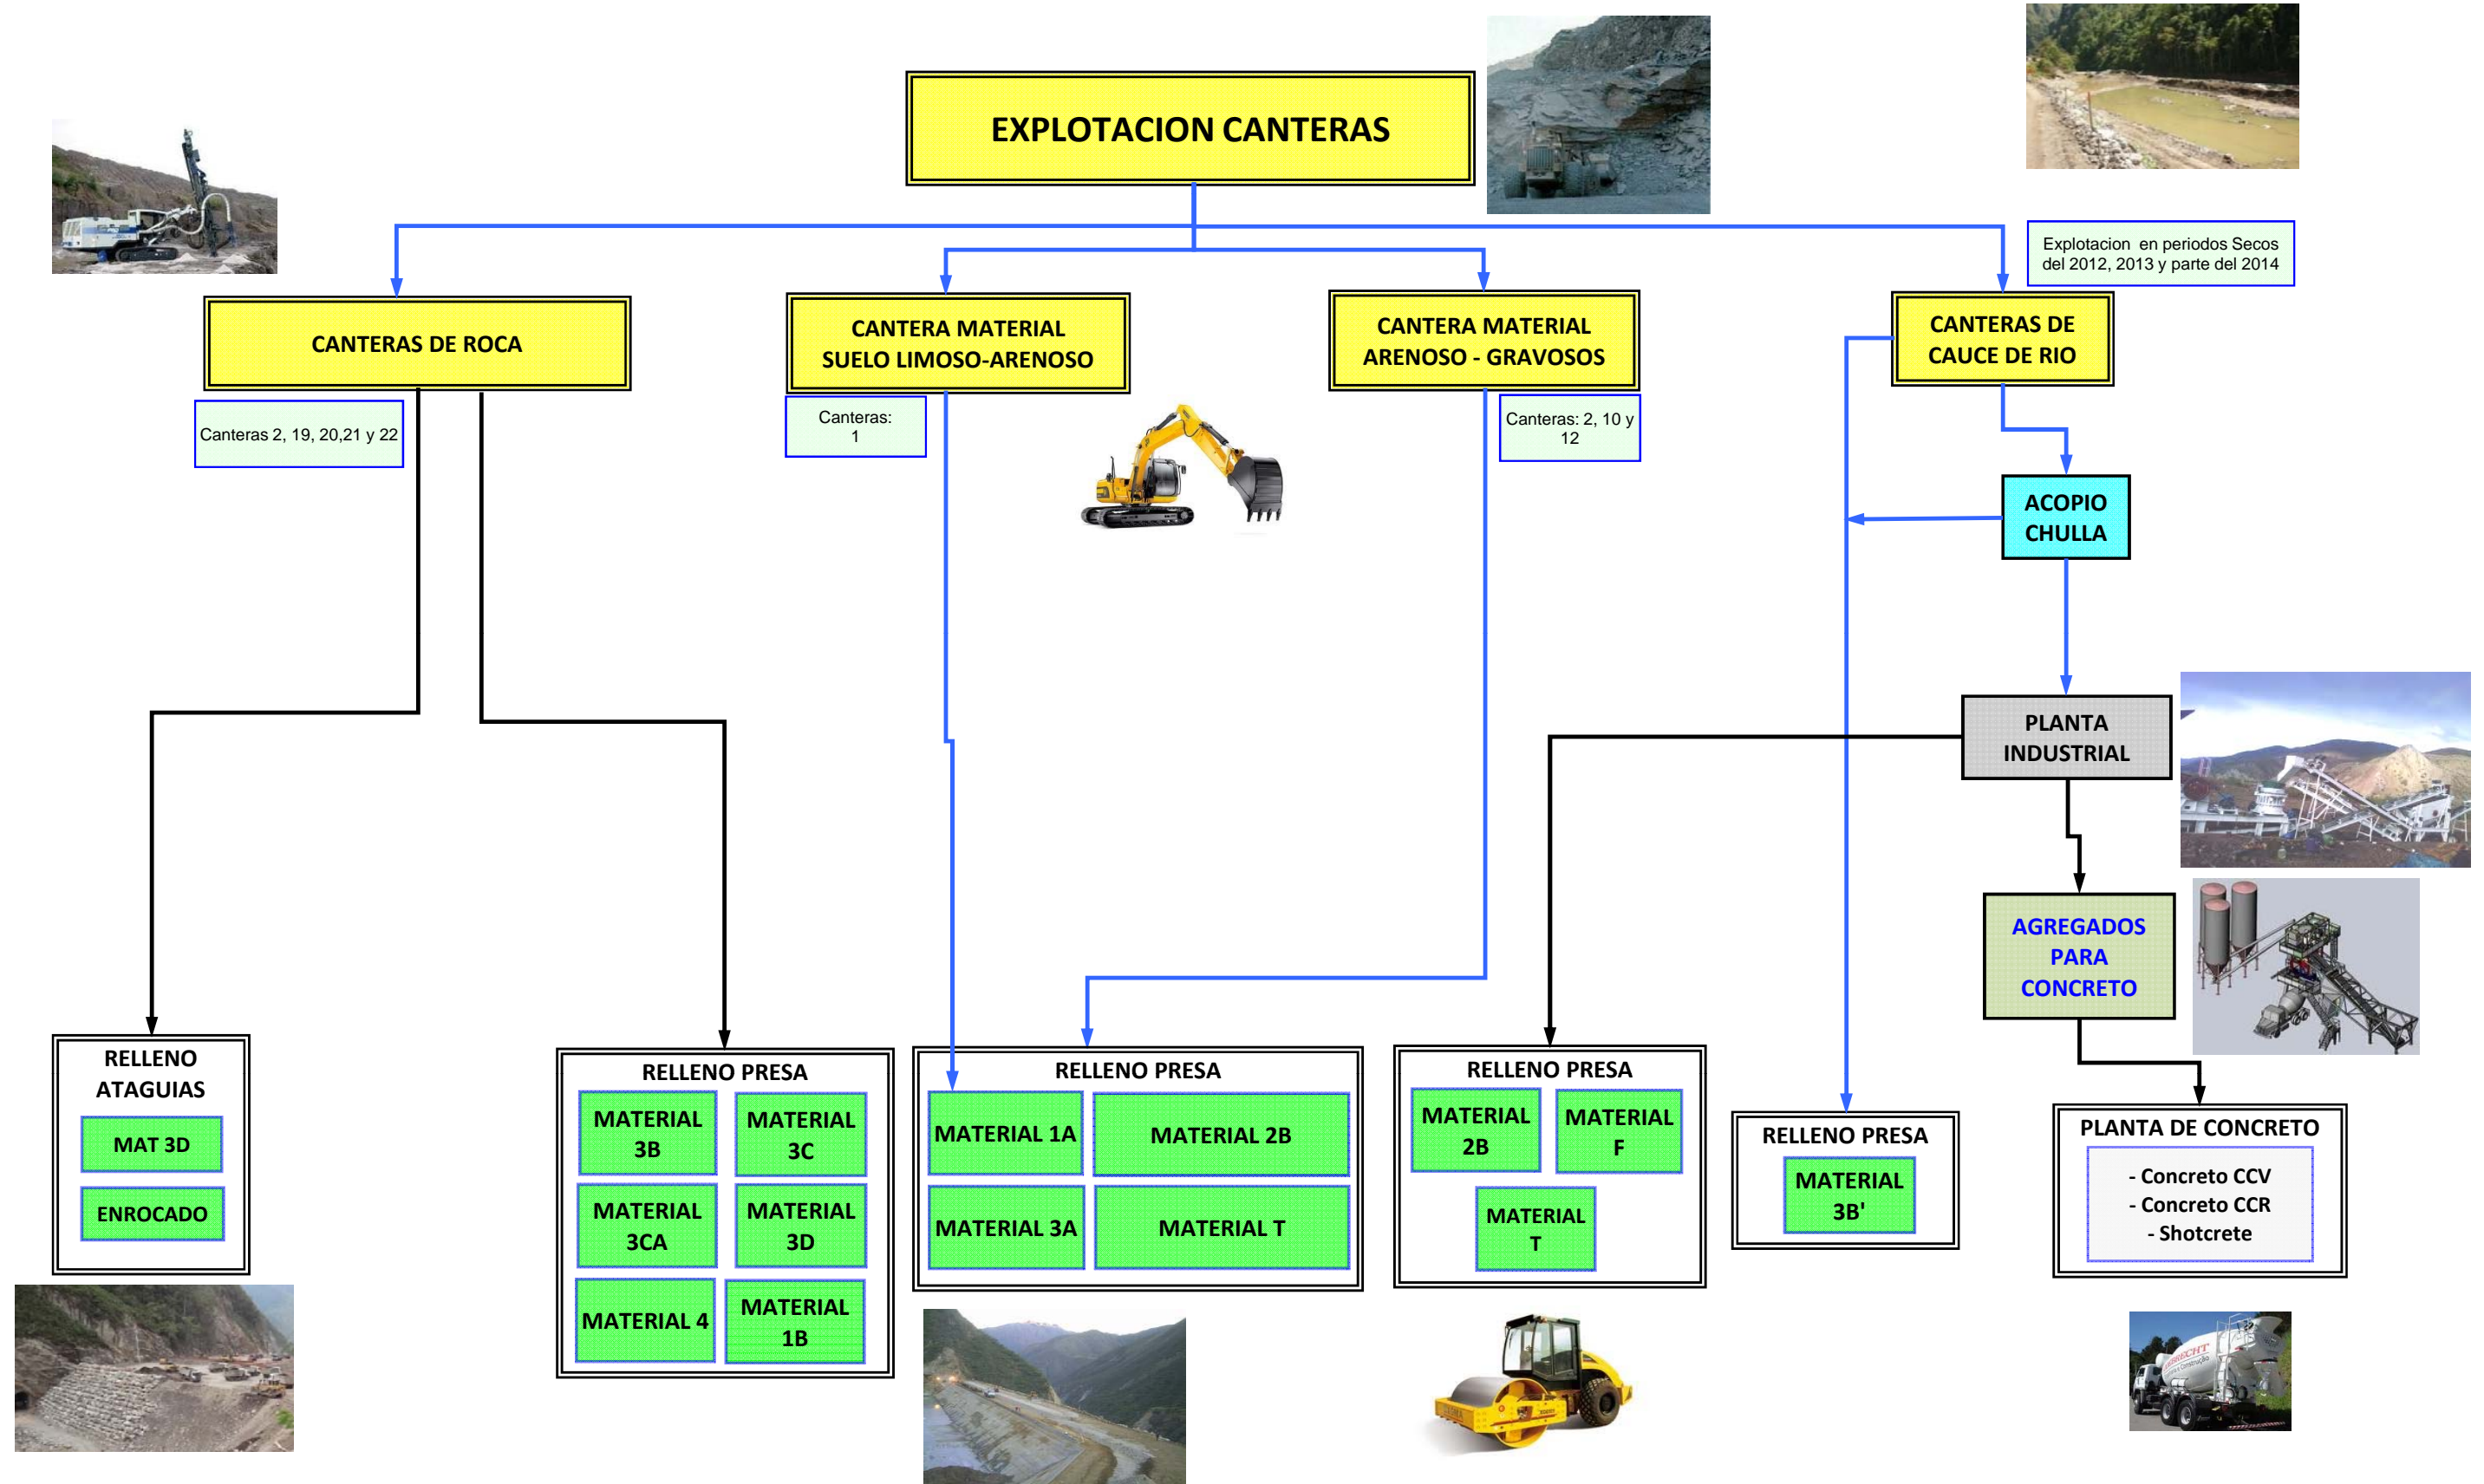 EXPLOTACION CANTERAS
Explotacion en periodos Secos
del 2012, 2013 y parte del 2014
CANTERAS DE ROCA
CANTERA MATERIAL
SUELO LIMOSO-ARENOSO
CANTERA MATERIAL
ARENOSO - GRAVOSOS
CANTERAS DE
CAUCE DE RIO
Canteras 2, 19, 20,21 y 22
Canteras:
1
Canteras: 2, 10 y
12
ACOPIO
CHULLA
PLANTA
INDUSTRIAL
AGREGADOS
PARA
CONCRETO
RELLENO
ATAGUIAS
MAT 3D
ENROCADO
RELLENO PRESA
MATERIAL
3B
MATERIAL
3C
MATERIAL
3CA
MATERIAL
3D
MATERIAL 4
MATERIAL
1B
RELLENO PRESA
MATERIAL 1A
MATERIAL 2B
MATERIAL 3A
MATERIAL T
RELLENO PRESA
MATERIAL
2B
MATERIAL
F
MATERIAL
T
RELLENO PRESA
MATERIAL
3B'
PLANTA DE CONCRETO
- Concreto CCV
- Concreto CCR
- Shotcrete